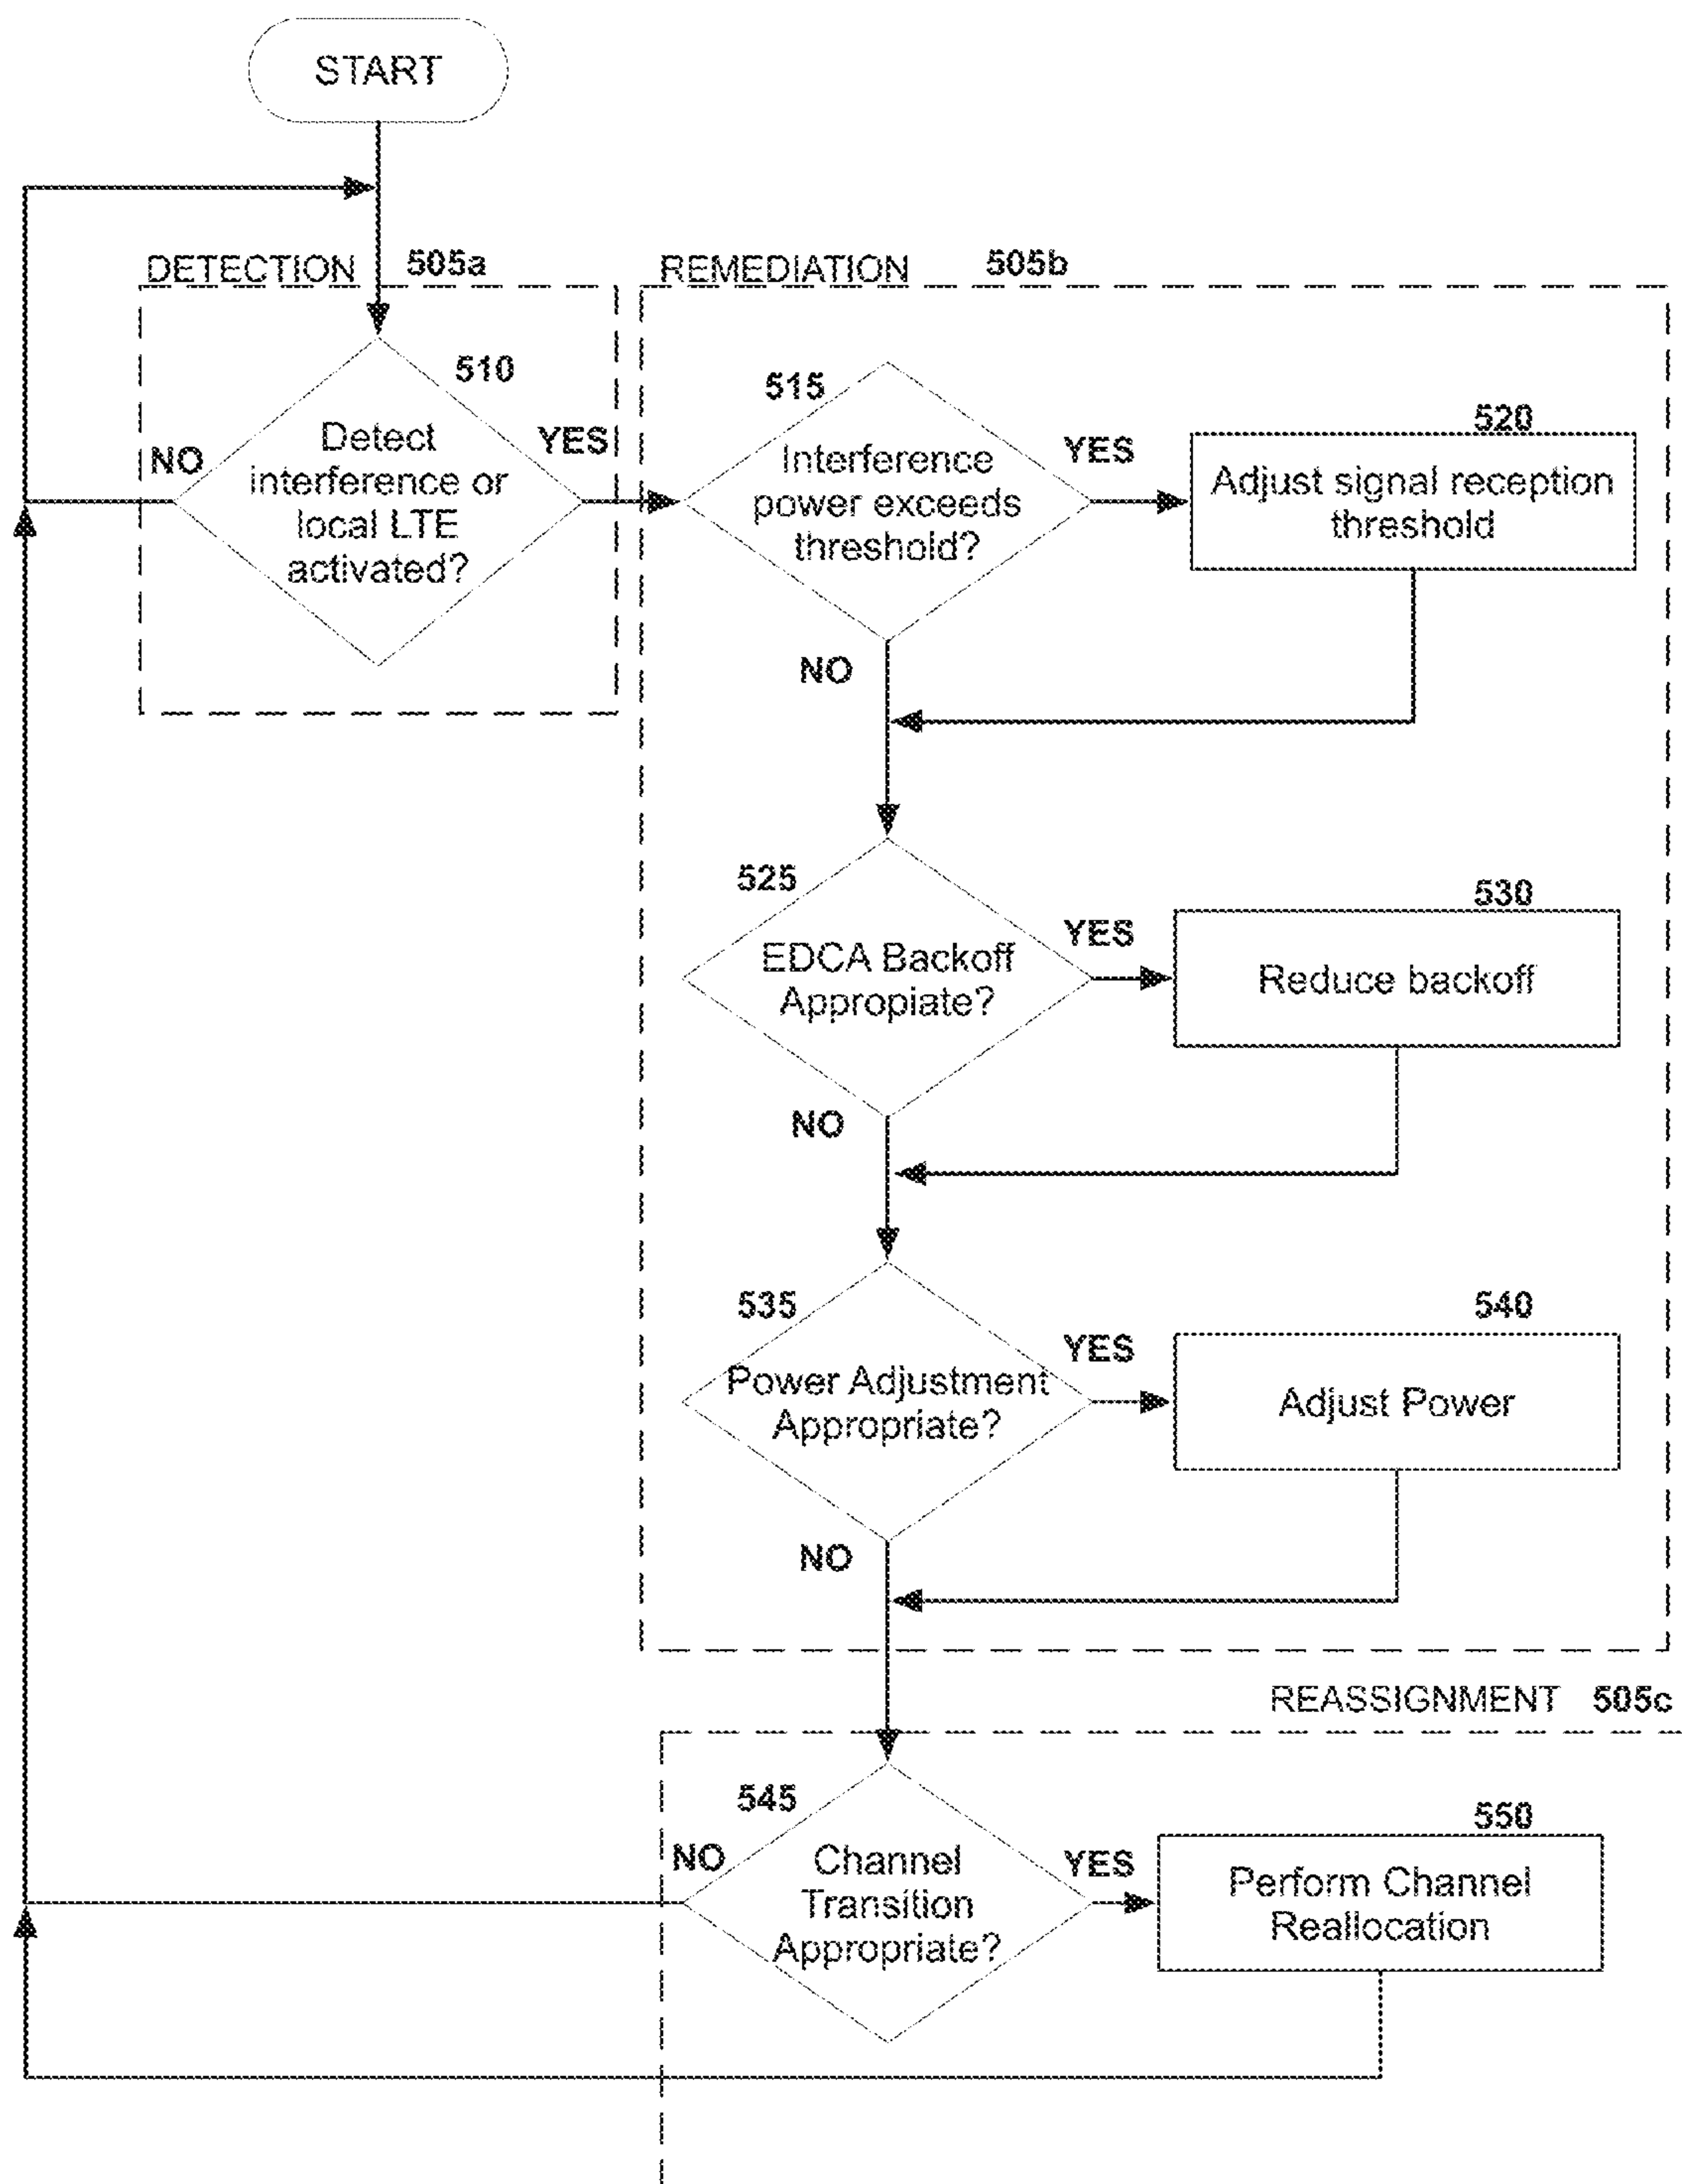 START
DETECTION 505a
510
Detect
interference or
local LTE
activated?
NO
YES
REMEDIATION 505b
515
Interference
power exceeds
threshold?
YES
NO
520
Adjust signal reception
threshold
525
EDCA Backoff
Appropiate?
YES
NO
530
Reduce backoff
535
Power Adjustment
Appropriate?
YES
NO
540
Adjust Power
REASSIGNMENT 505c
545
Channel
Transition
Appropriate?
NO
YES
550
Perform Channel
Reallocation